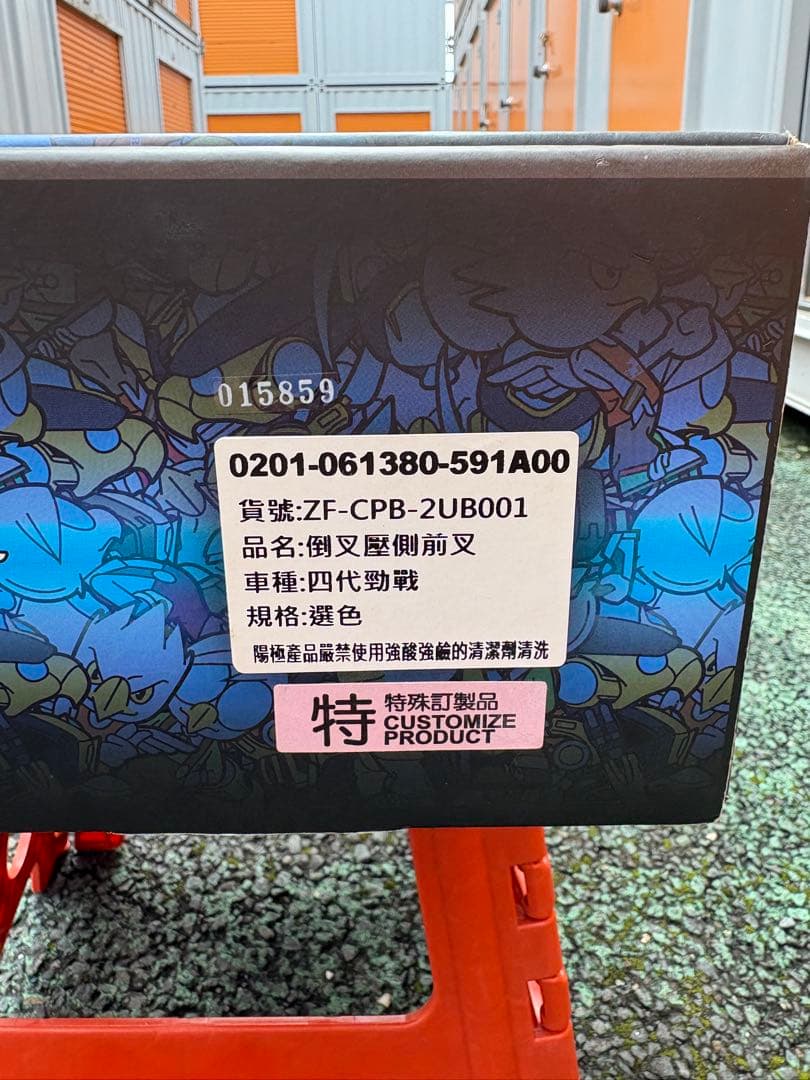 015859
0201-061380-591A00
貨號:ZF-CPB-2UB001
品名:倒叉壓側前叉
車種:四代勁戰
規格:選色
陽極產品嚴禁使用強酸強鹼的清潔劑清洗
特 特殊訂製品
CUSTOMIZE
PRODUCT